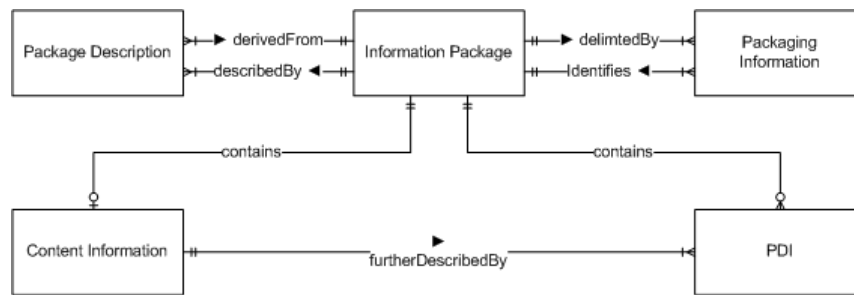 Package Description
derivedFrom
describedBy
Information Package
delimtedBy
Identifies
Packaging
Information
contains
contains
Content Information
furtherDescribedBy
PDI